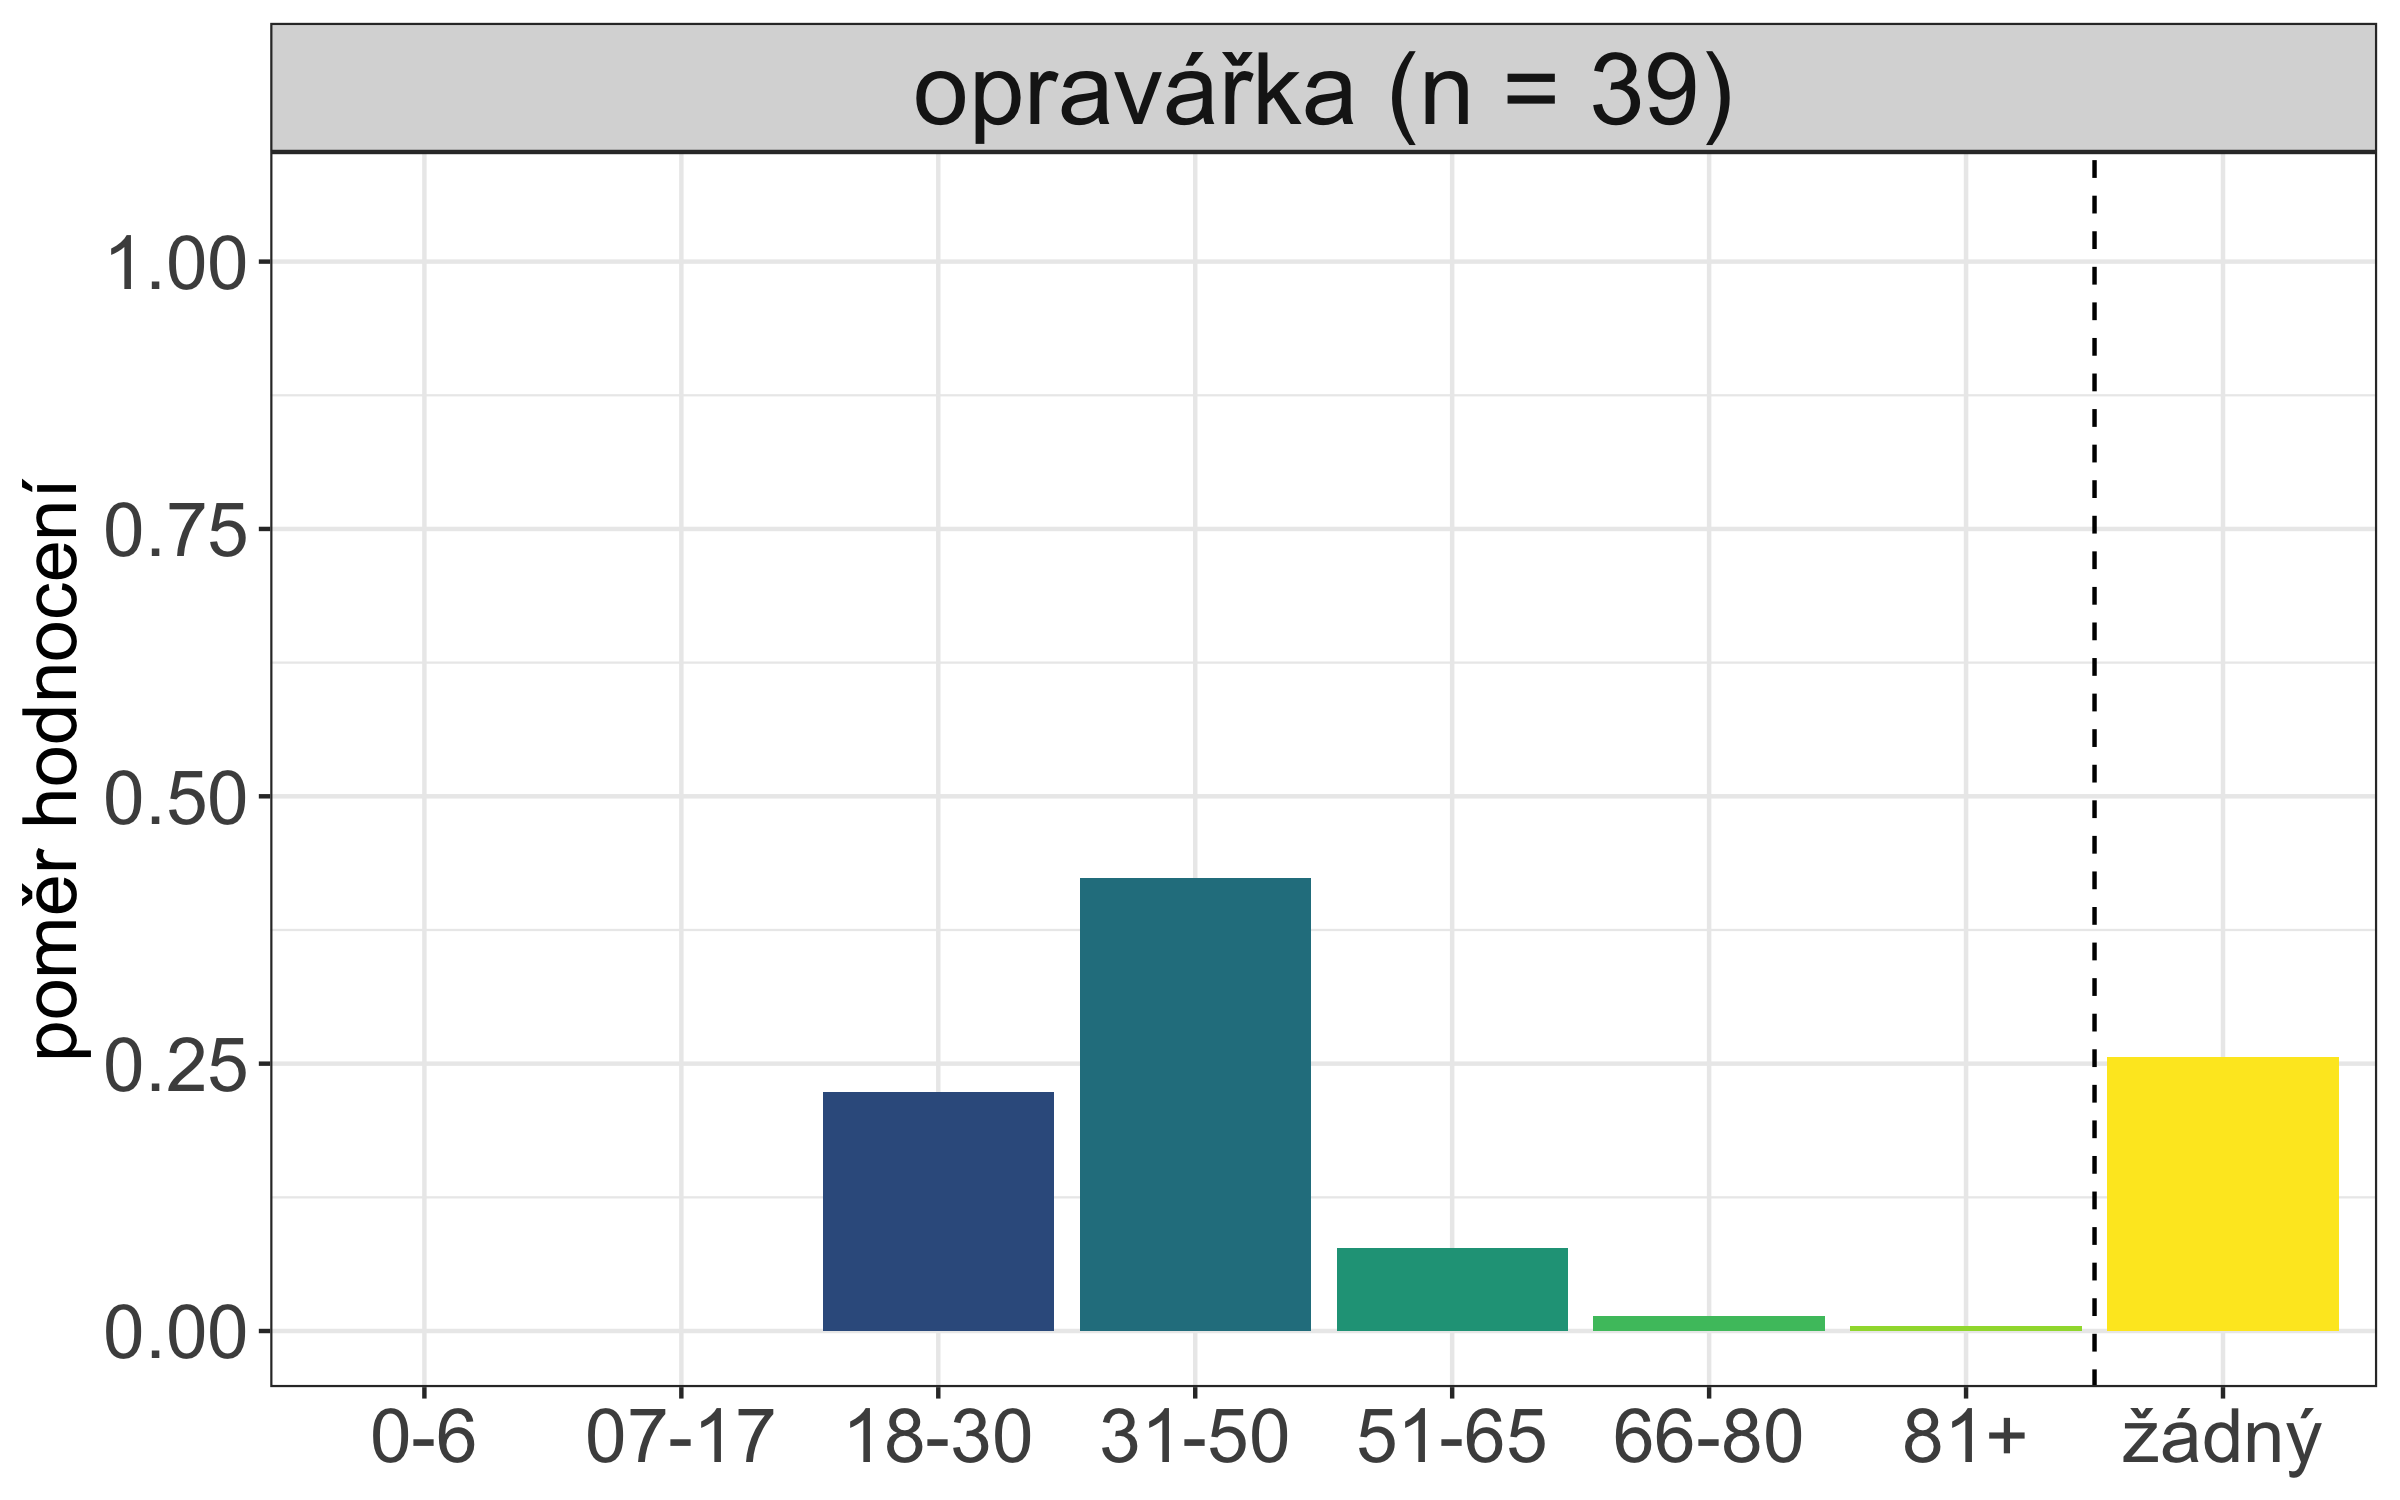 opravářka (n = 39)
poměr hodnocení
1.00
0.75
0.50
0.25
0.00
0-6 07-17 18-30 31-50 51-65 66-80 81+ žádný